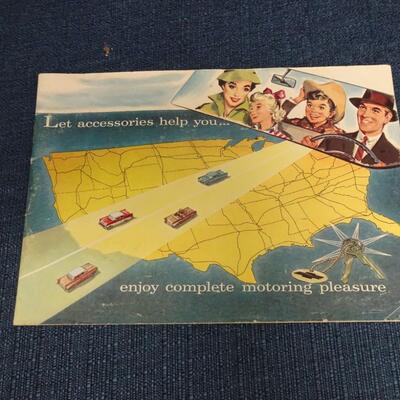 Let accessories help you...
enjoy complete motoring pleasure